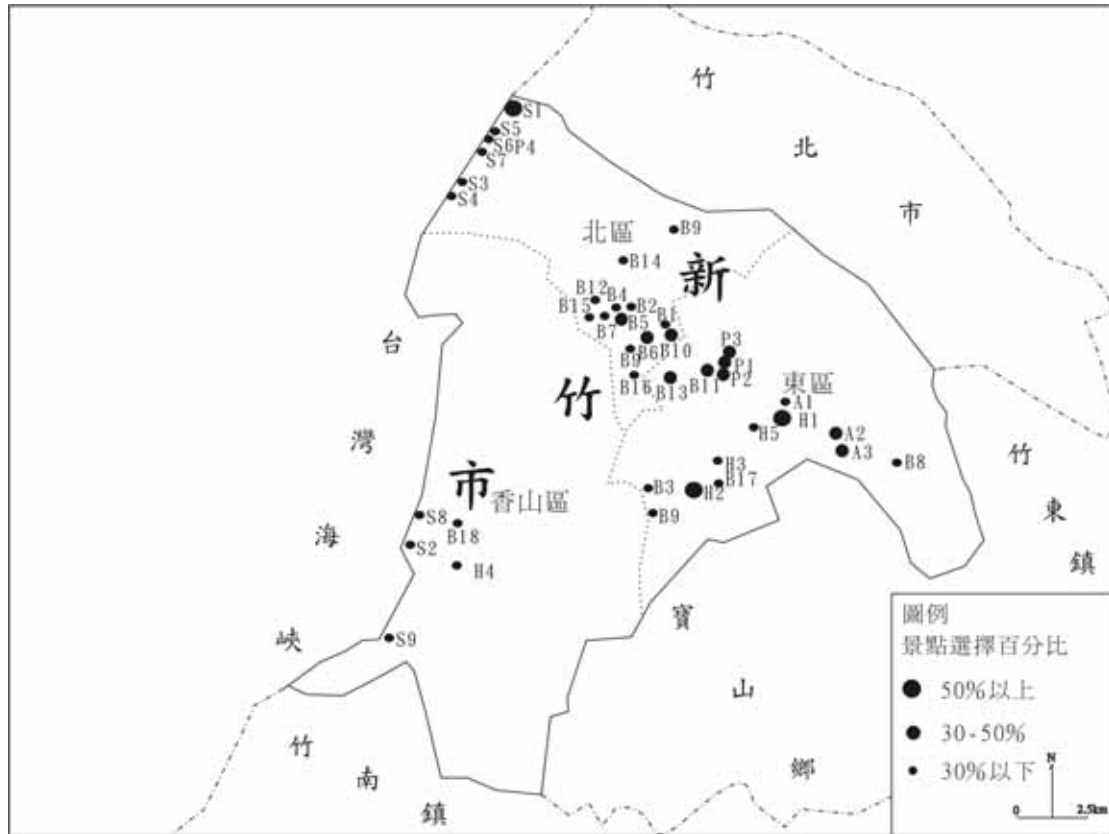 竹北市
S1
S5
S6 P4
S7
S3
S4
北區
B9
B14
新竹市
B12
B4
B2
B15
B7
B5
B1
B6
B10
B9
B16
B13
P3
P1
B11
P2
東區
A1
H1
H5
A2
A3
B8
H3
B17
H2
B3
B9
台灣海峽
香山區
S8
B18
S2
H4
S9
竹東鎮
寶山鄉
竹南鎮
圖例
景點選擇百分比
50%以上
30-50%
30%以下
N
0 2.5km